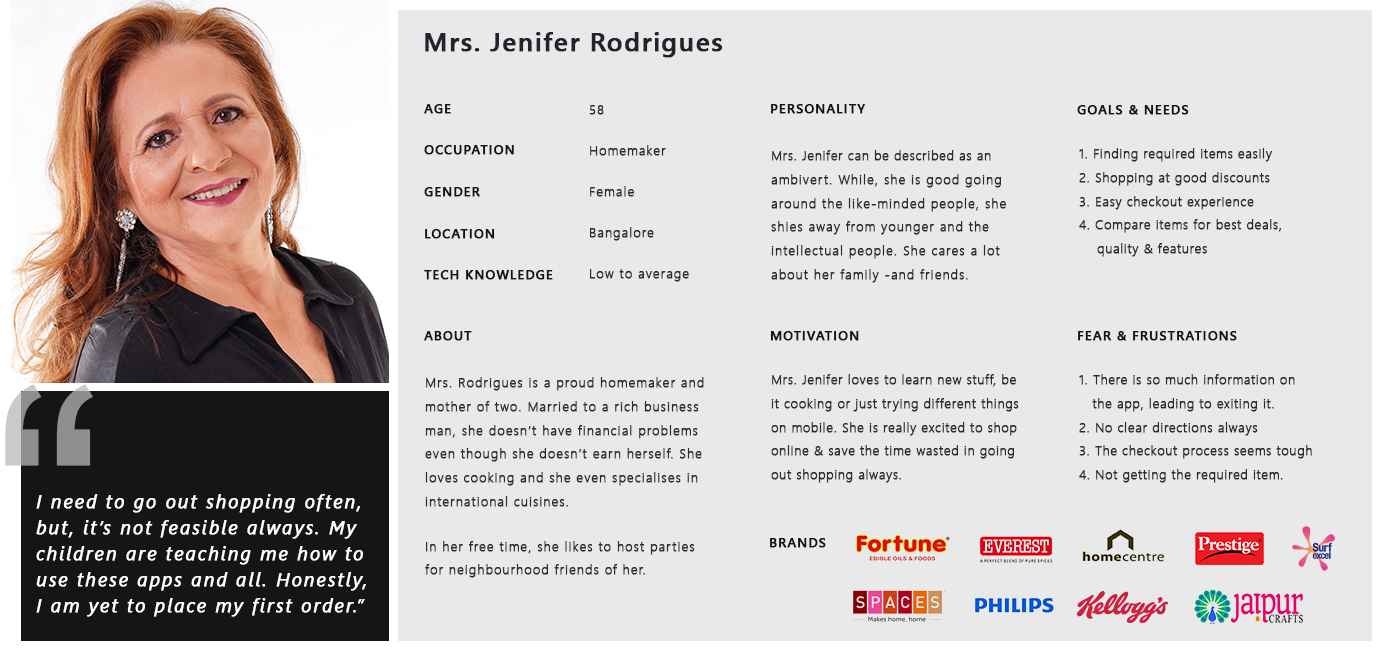 Mrs. Jenifer Rodrigues
AGE
58
OCCUPATION
Homemaker
GENDER
Female
LOCATION
Bangalore
TECH KNOWLEDGE
Low to average
PERSONALITY
Mrs. Jenifer can be described as an
ambivert. While, she is good going
around the like-minded people, she
shies away from younger and the
intellectual people. She cares a lot
about her family -and friends.
GOALS & NEEDS
1. Finding required items easily
2. Shopping at good discounts
3. Easy checkout experience
4. Compare items for best deals,
quality & features
ABOUT
Mrs. Rodrigues is a proud homemaker and
mother of two. Married to a rich business
man, she doesn’t have financial problems
even though she doesn’t earn herself. She
loves cooking and she even specialises in
international cuisines.
In her free time, she likes to host parties
for neighbourhood friends of her.
MOTIVATION
Mrs. Jenifer loves to learn new stuff, be
it cooking or just trying different things
on mobile. She is really excited to shop
online & save the time wasted in going
out shopping always.
FEAR & FRUSTRATIONS
1. There is so much information on
the app, leading to exiting it.
2. No clear directions always
3. The checkout process seems tough
4. Not getting the required item.
BRANDS
Fortune®
EDIBLE OILS & FOODS
EVEREST
A PERFECT BLEND OF PURE SPICES
homecentre
Prestige
Surf
excel
SPACES
Makes home, home.
PHILIPS
Kellogg's
jaipur
CRAFTS
“
I need to go out shopping often,
but, it’s not feasible always. My
children are teaching me how to
use these apps and all. Honestly,
I am yet to place my first order.”